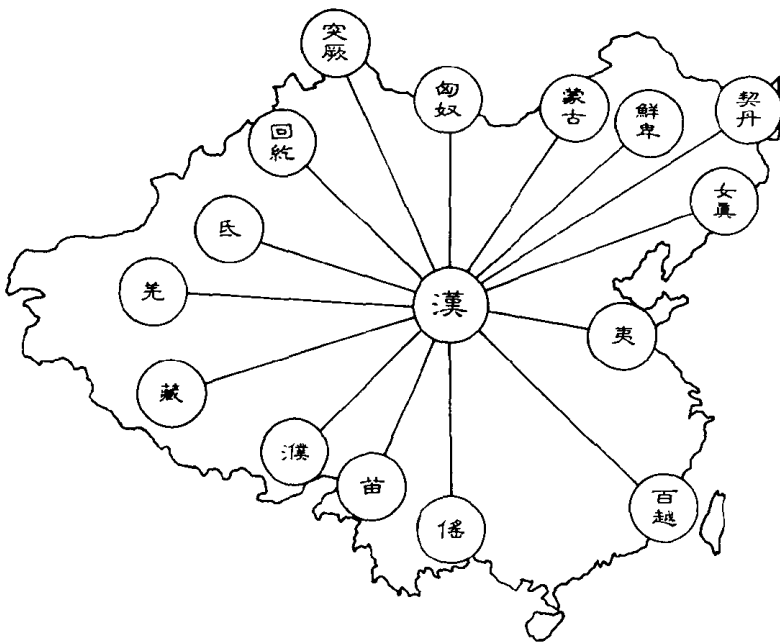 突厥
匈奴
蒙古
鮮卑
契丹
回紇
女眞
氐
漢
羌
夷
藏
濮
苗
百越
傜